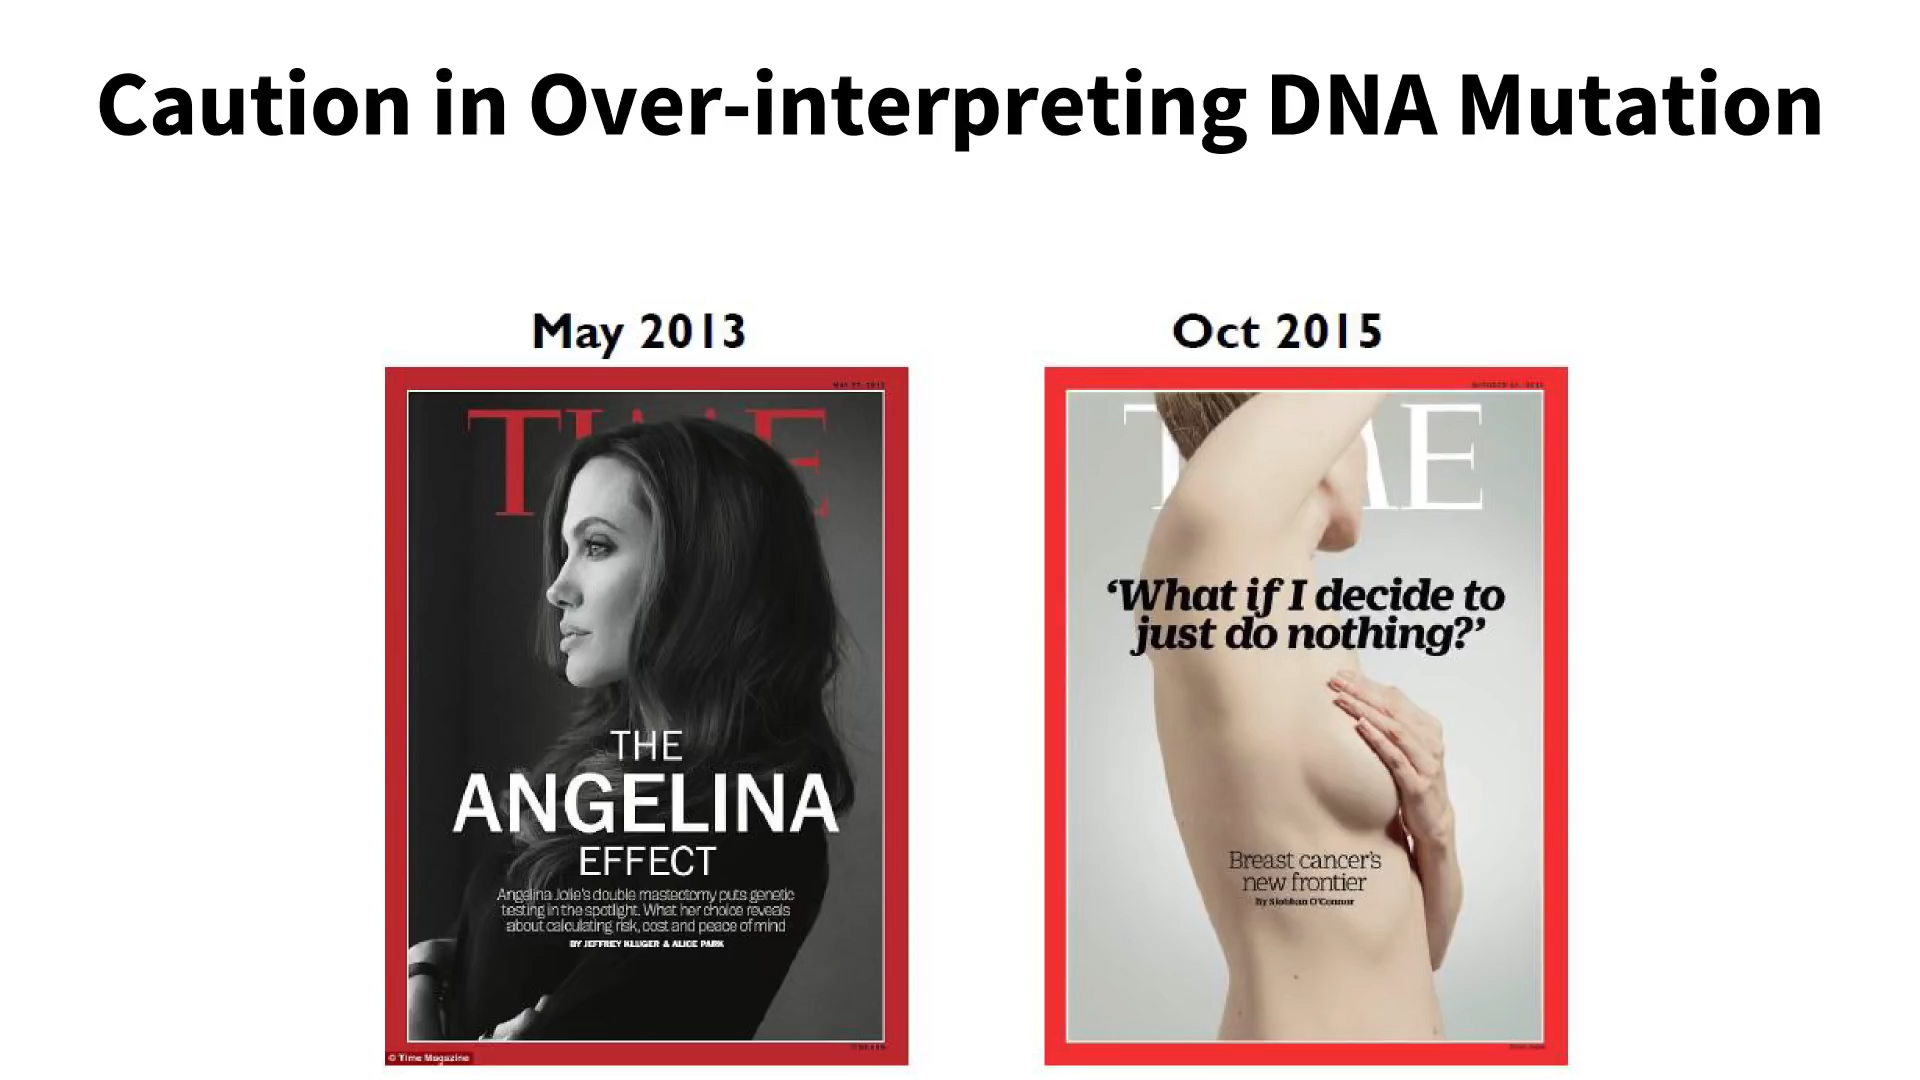 Caution in Over-interpreting DNA Mutation
May 2013
Oct 2015
TIME
THE
ANGELINA
EFFECT
Angelina Jolie's double mastectomy puts genetic
testing in the spotlight. What her choice reveals
about calculating risk, cost and peace of mind
BY JEFFREY KLUGER & ALICE PARK
© Time Magazine
TIME
‘What if I decide to
just do nothing?’
Breast cancer's
new frontier
By Siobhan O'Connor